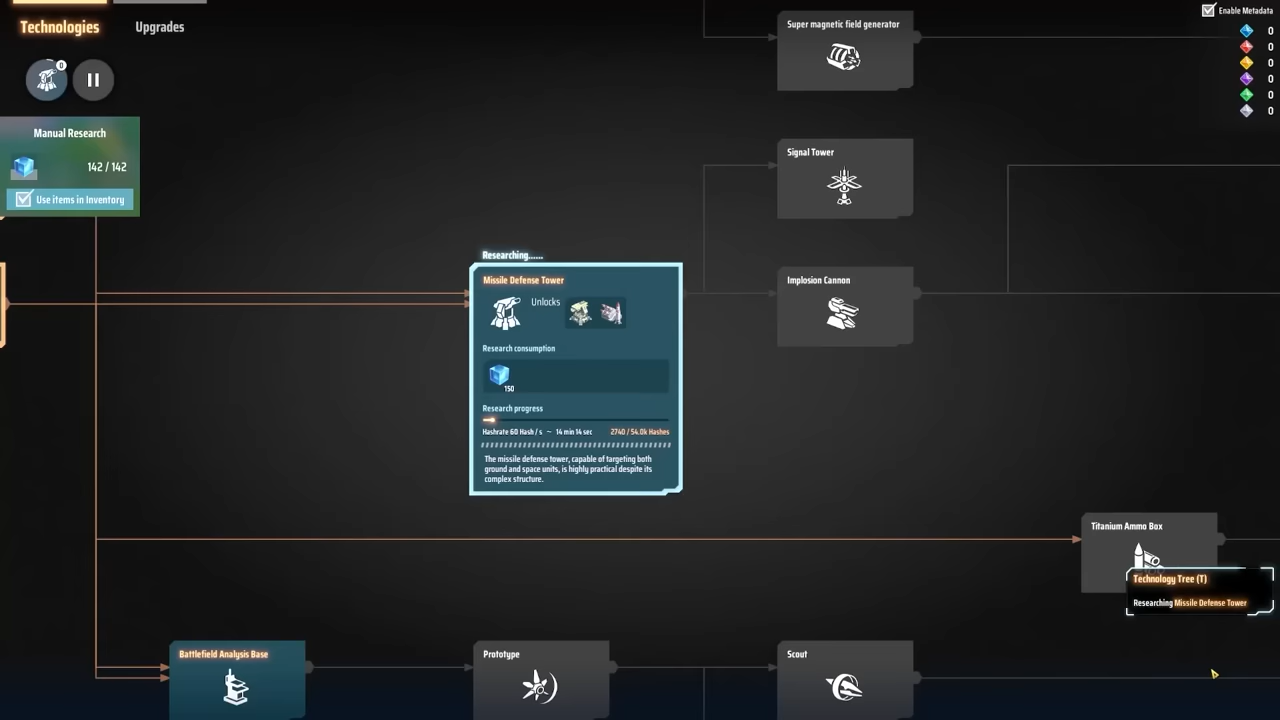 Technologies
Upgrades
Enable Metadata
0
0
0
0
0
0
0
Manual Research
142 / 142
Use items in Inventory
Super magnetic field generator
Signal Tower
Implosion Cannon
Researching......
Missile Defense Tower
Unlocks
Research consumption
150
Research progress
Hashrate 60 Hash / s ~ 14 min 14 sec 2740 / 54.0k Hashes
The missile defense tower, capable of targeting both
ground and space units, is highly practical despite its
complex structure.
Titanium Ammo Box
Technology Tree (T)
Researching Missile Defense Tower
Battlefield Analysis Base
Prototype
Scout